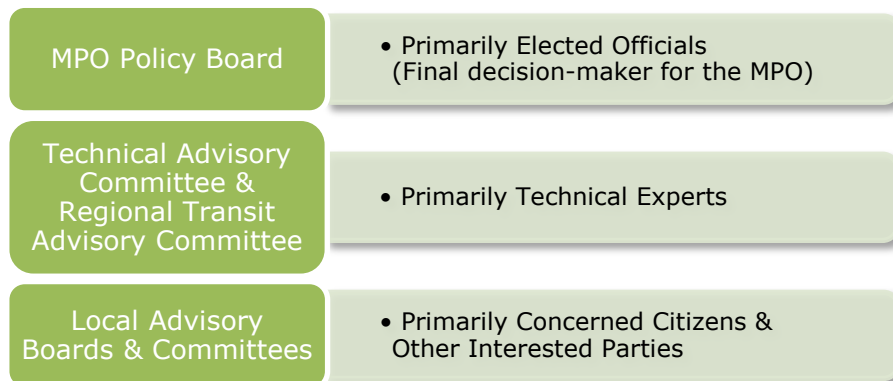 MPO Policy Board
• Primarily Elected Officials
(Final decision-maker for the MPO)
Technical Advisory
Committee &
Regional Transit
Advisory Committee
• Primarily Technical Experts
Local Advisory
Boards & Committees
• Primarily Concerned Citizens &
Other Interested Parties